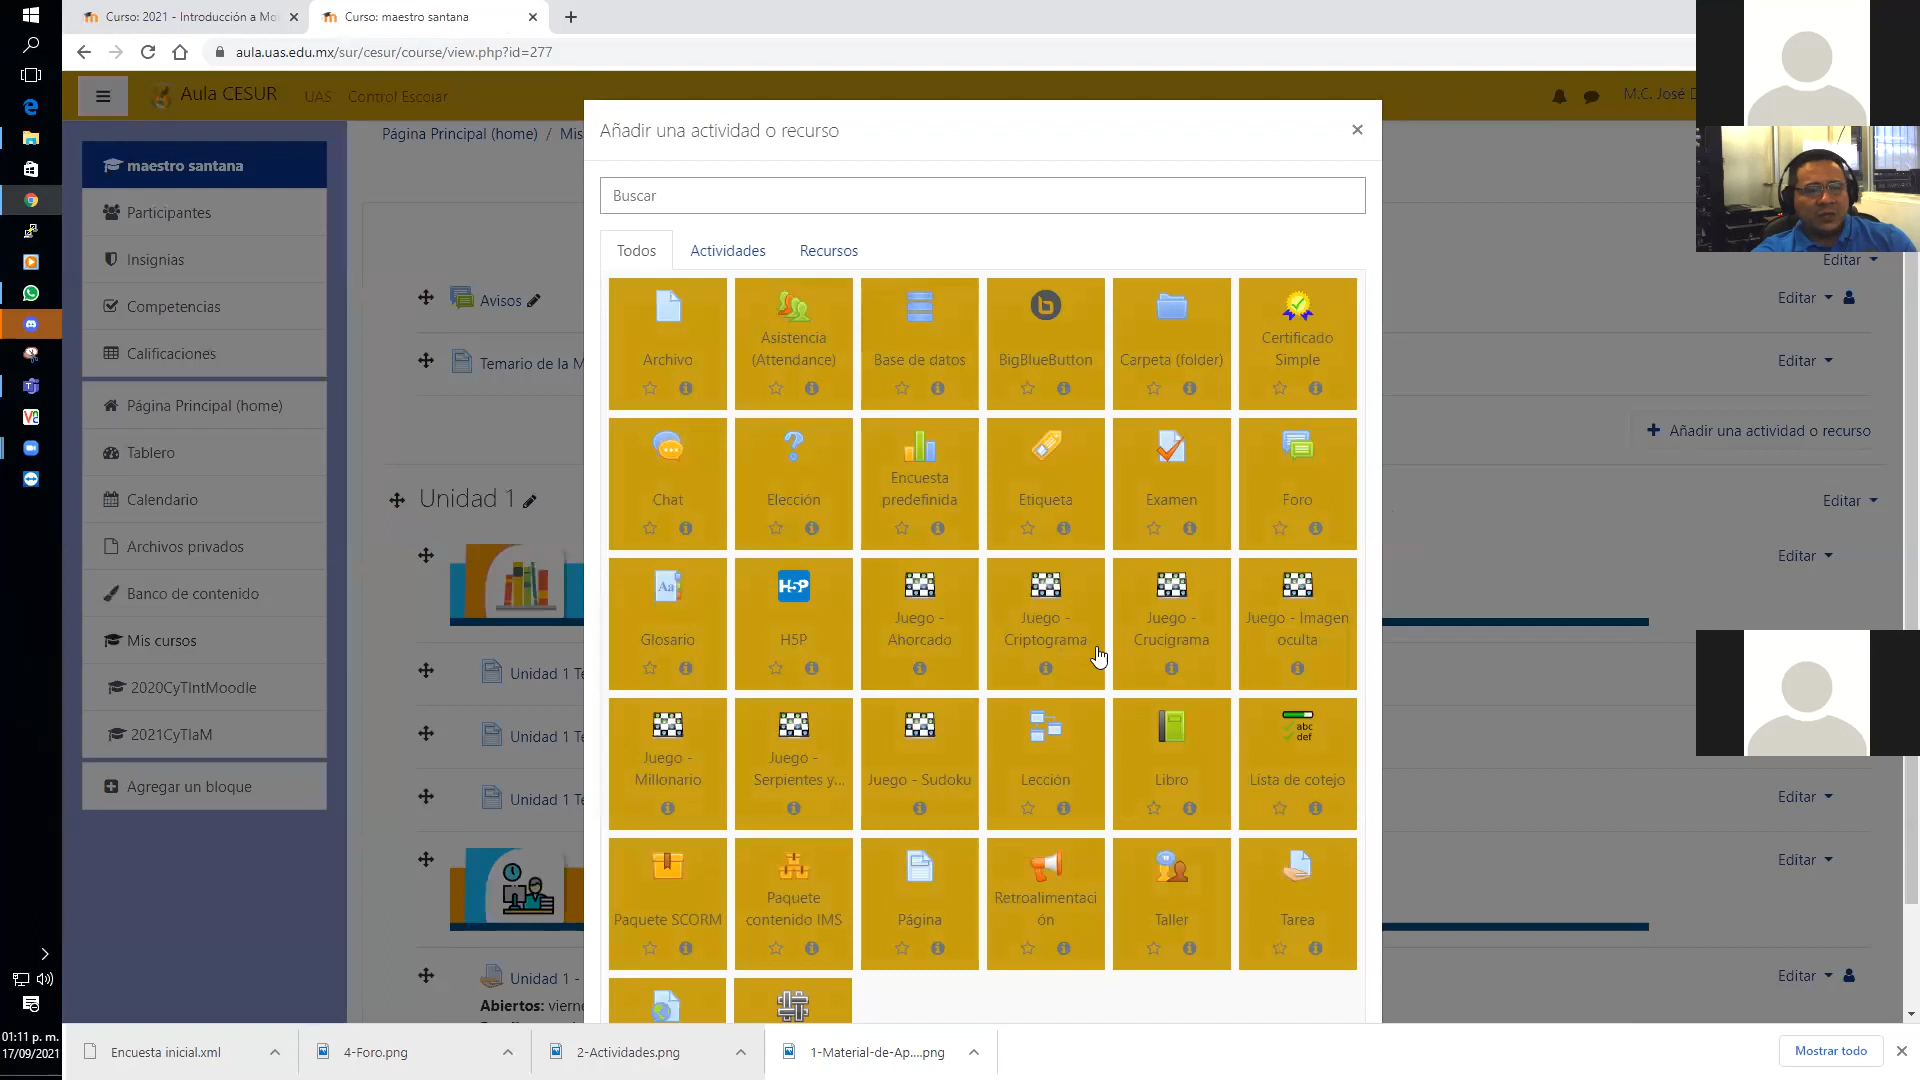 Curso: 2021 - Introducción a Mo
Curso: maestro santana
aula.uas.edu.mx/sur/cesur/course/view.php?id=277
Aula CESUR
UAS
Control Escolar
M.C. José D
Página Principal (home) / Mis
maestro santana
Participantes
Insignias
Competencias
Calificaciones
Página Principal (home)
Tablero
Calendario
Archivos privados
Banco de contenido
Mis cursos
2020CyTIntMoodle
2021CyTIaM
Agregar un bloque
Avisos
Temario de la M
Unidad 1
Unidad 1 Te
Unidad 1 Te
Unidad 1 Te
Unidad 1 -
Abiertos: vierne
Añadir una actividad o recurso
Buscar
Todos
Actividades
Recursos
Archivo
Asistencia
(Attendance)
Base de datos
BigBlueButton
Carpeta (folder)
Certificado
Simple
Chat
Elección
Encuesta
predefinida
Etiqueta
Examen
Foro
Aa
Glosario
H5P
H5P
Juego -
Ahorcado
Juego -
Criptograma
Juego -
Crucigrama
Juego - Imagen
oculta
Juego -
Millonario
Juego -
Serpientes y...
Juego - Sudoku
Lección
Libro
abc
def
Lista de cotejo
Paquete SCORM
Paquete
contenido IMS
Página
Retroalimentaci
ón
Taller
Tarea
Editar
Editar
Editar
Añadir una actividad o recurso
Editar
Editar
Editar
Editar
Editar
01:11 p. m.
17/09/2021
Encuesta inicial.xml
4-Foro.png
2-Actividades.png
1-Material-de-Ap....png
Mostrar todo